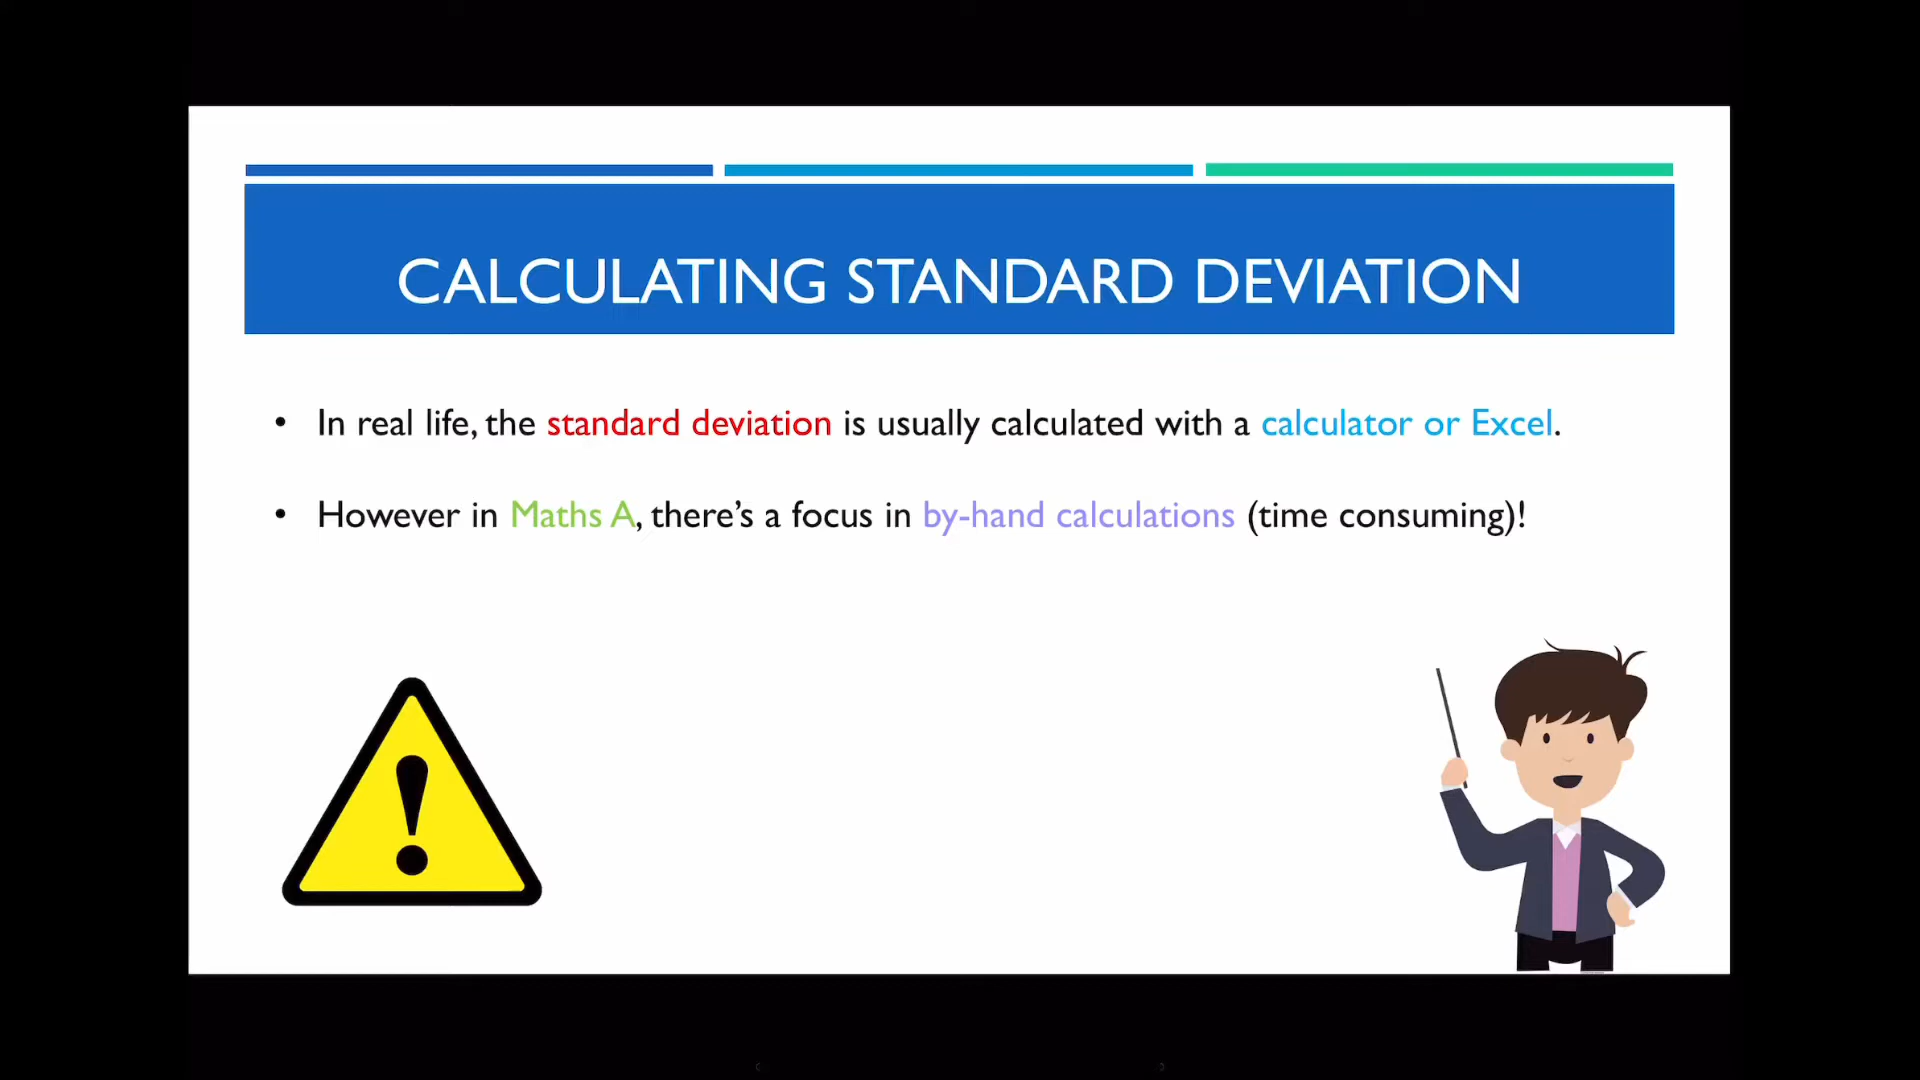 CALCULATING STANDARD DEVIATION
• In real life, the standard deviation is usually calculated with a calculator or Excel.
• However in Maths A, there’s a focus in by-hand calculations (time consuming)!
!